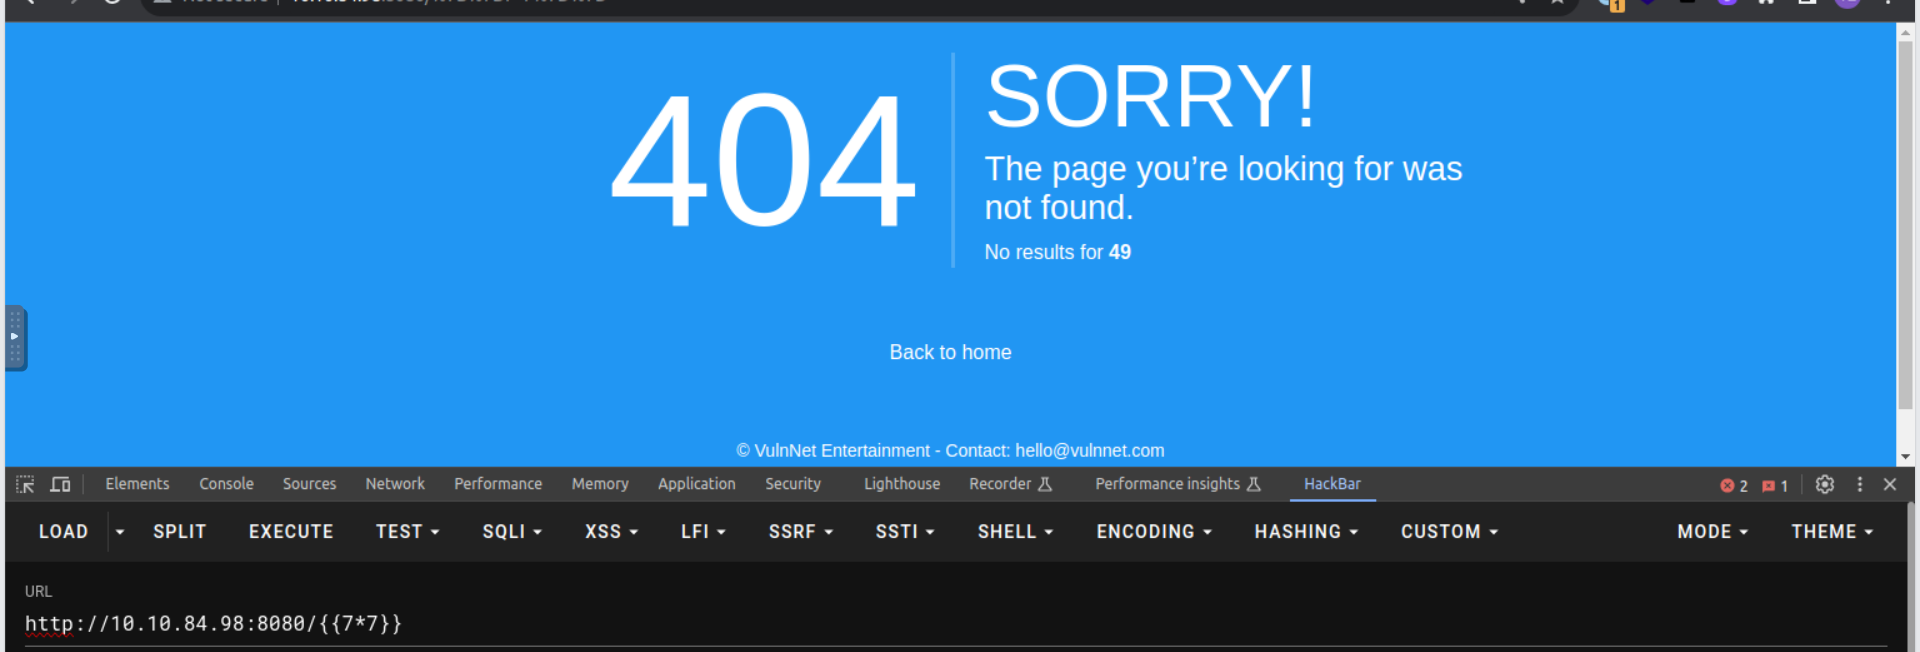 404
SORRY!
The page you’re looking for was
not found.
No results for 49
Back to home
© VulnNet Entertainment - Contact: hello@vulnnet.com
Elements Console Sources Network Performance Memory Application Security Lighthouse Recorder Performance insights HackBar 2 1
LOAD SPLIT EXECUTE TEST SQLI XSS LFI SSRF SSTI SHELL ENCODING HASHING CUSTOM MODE THEME
URL
http://10.10.84.98:8080/{{7*7}}